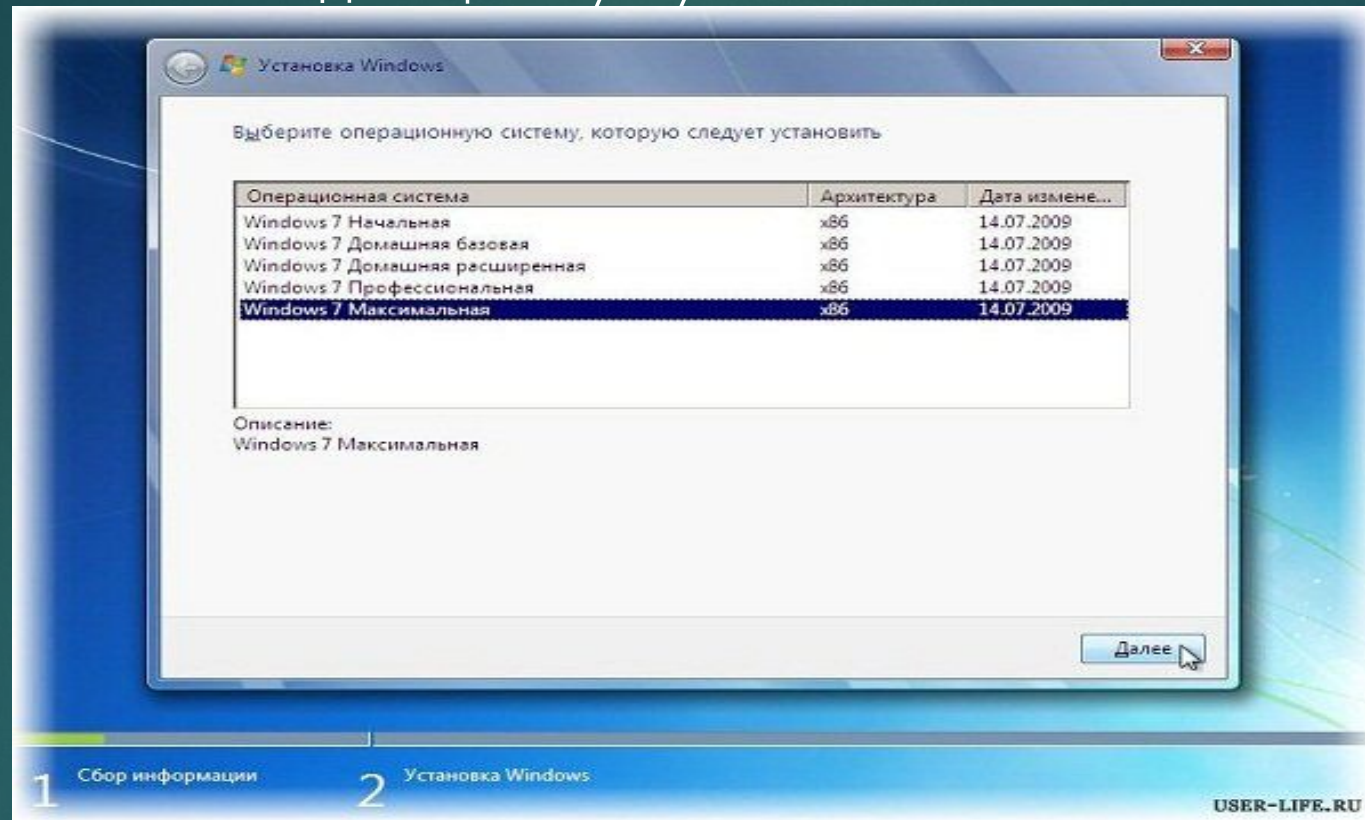 Установка Windows
Выберите операционную систему, которую следует установить
Операционная система Архитектура Дата измене...
Windows 7 Начальная x86 14.07.2009
Windows 7 Домашняя базовая x86 14.07.2009
Windows 7 Домашняя расширенная x86 14.07.2009
Windows 7 Профессиональная x86 14.07.2009
Windows 7 Максимальная x86 14.07.2009
Описание:
Windows 7 Максимальная
Далее
1 Сбор информации 2 Установка Windows
USER-LIFE.RU